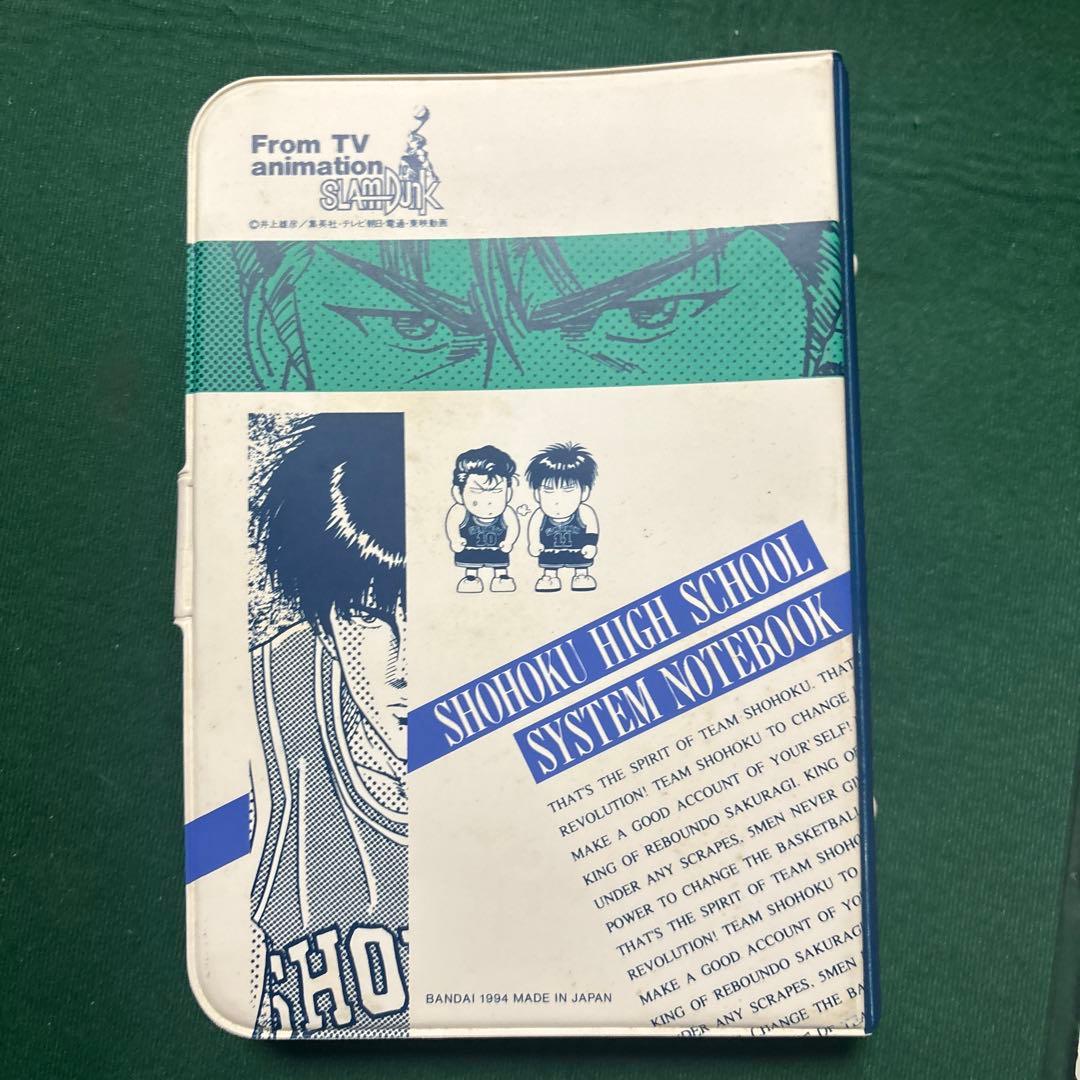 From TV
animation
SLAM DUNK
©井上雄彦／集英社・テレビ朝日・電通・東映動画
10
11
SHOHOKU HIGH SCHOOL
SYSTEM NOTEBOOK
THAT'S THE SPIRIT OF TEAM SHOHOKU. THAT
REVOLUTION! TEAM SHOHOKU TO CHANGE
MAKE A GOOD ACCOUNT OF YOUR SELF!
KING OF REBOUNDO SAKURAGI. KING OF
UNDER ANY SCRAPES, 5MEN NEVER GI
POWER TO CHANGE THE BASKETBALL
THAT'S THE SPIRIT OF TEAM SHOHO
REVOLUTION! TEAM SHOHOKU TO
MAKE A GOOD ACCOUNT OF YO
KING OF REBOUNDO SAKURAGI
UNDER ANY SCRAPES, 5MEN
CHANGE THE BA
SHO
BANDAI 1994 MADE IN JAPAN